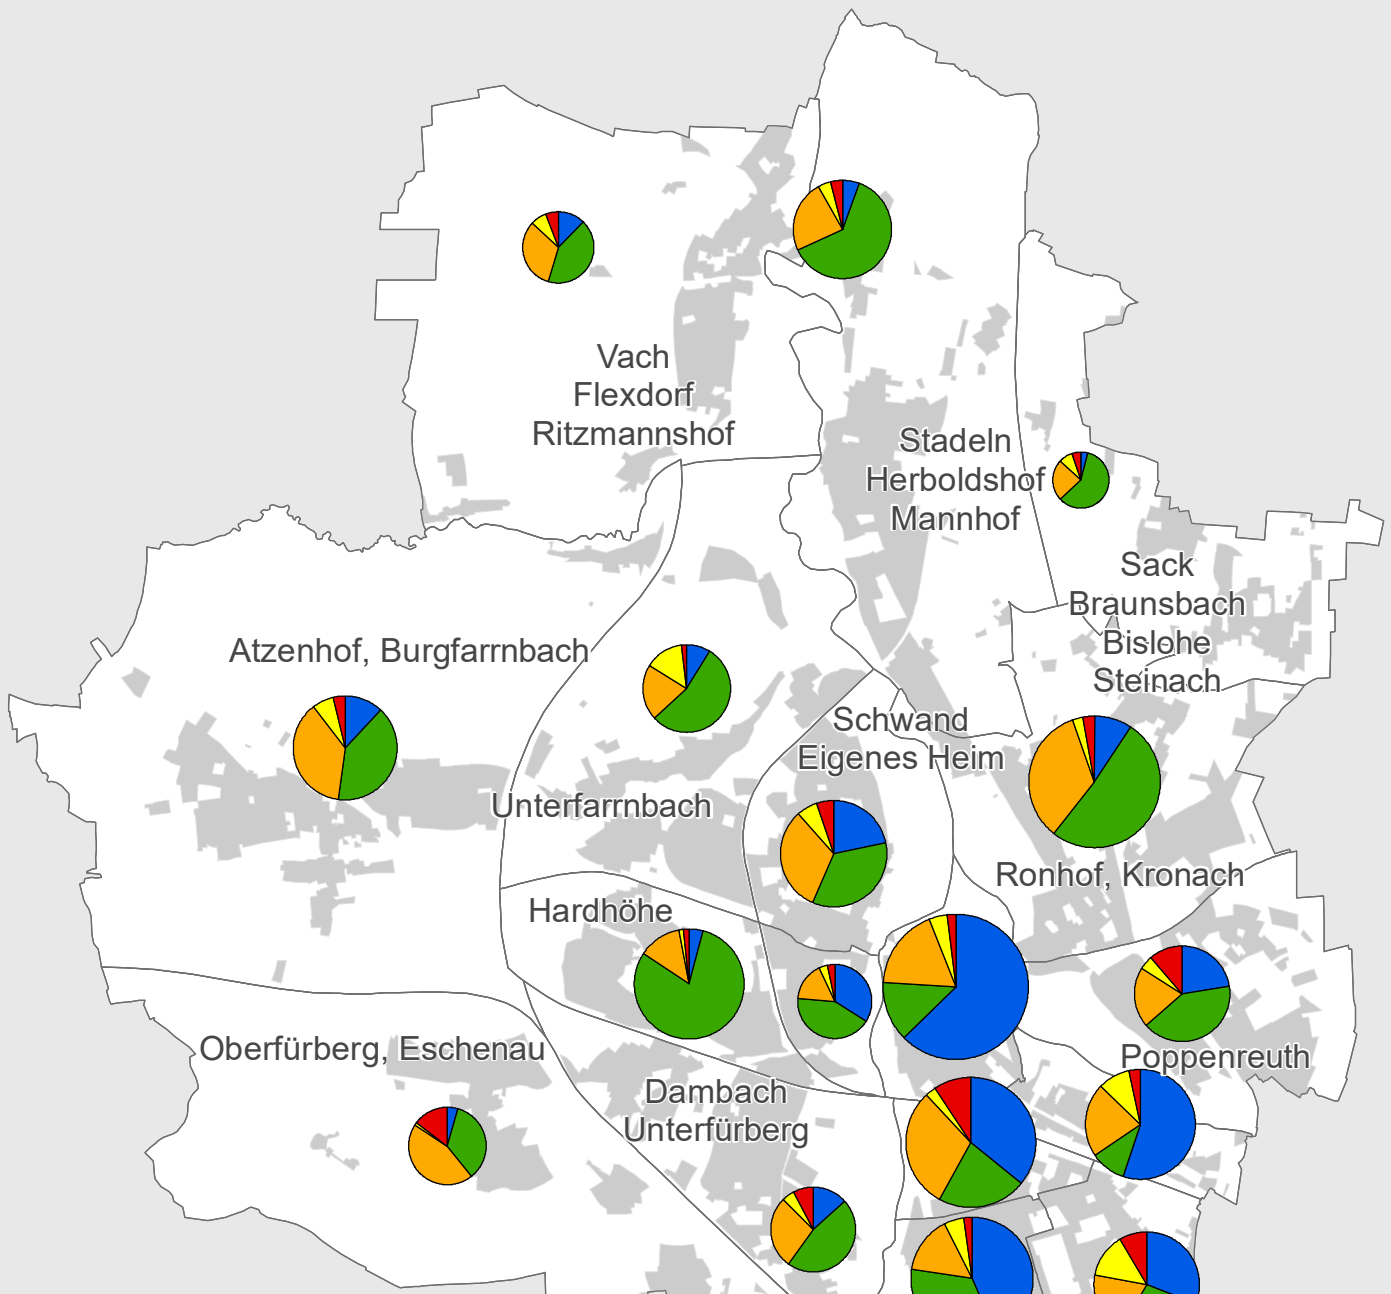 Vach
Flexdorf
Ritzmannshof
Stadeln
Herboldshof
Mannhof
Sack
Braunsbach
Bislohe
Steinach
Atzenhof, Burgfarrnbach
Schwand
Eigenes Heim
Unterfarrnbach
Ronhof, Kronach
Hardhöhe
Oberfürberg, Eschenau
Poppenreuth
Dambach
Unterfürberg